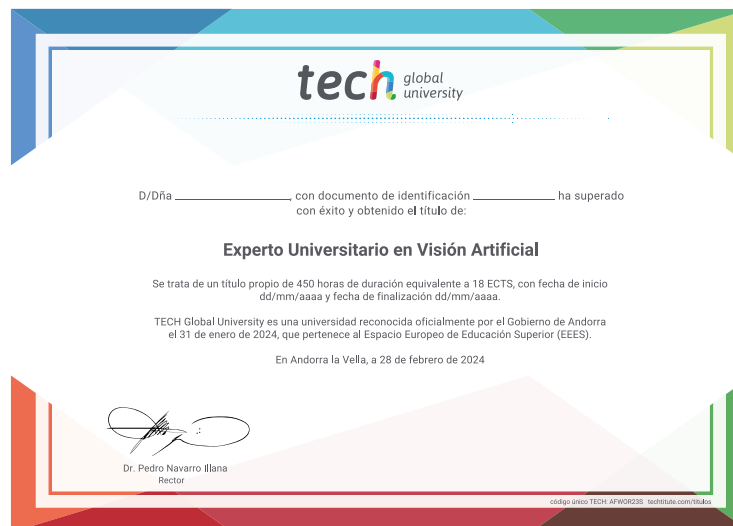 tech global
university
D/Dña ____________________, con documento de identificación ______________ ha superado
con éxito y obtenido el título de:
Experto Universitario en Visión Artificial
Se trata de un título propio de 450 horas de duración equivalente a 18 ECTS, con fecha de inicio
dd/mm/aaaa y fecha de finalización dd/mm/aaaa.
TECH Global University es una universidad reconocida oficialmente por el Gobierno de Andorra
el 31 de enero de 2024, que pertenece al Espacio Europeo de Educación Superior (EEES).
En Andorra la Vella, a 28 de febrero de 2024
Dr. Pedro Navarro Illana
Rector
código único TECH: AFWOR23S techtitute.com/titulos